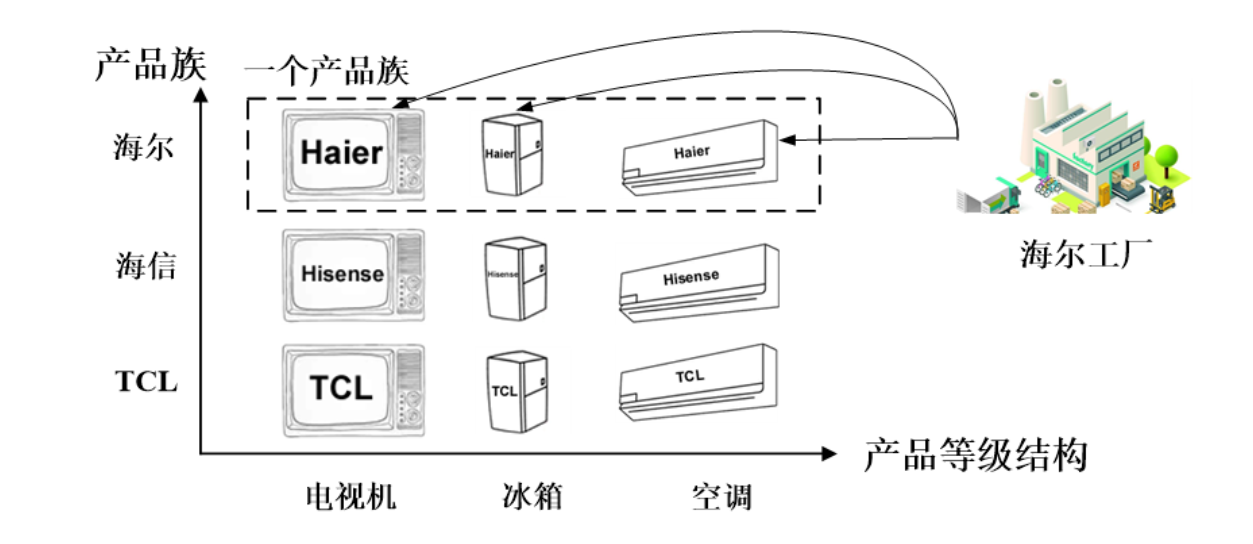 产品族
一个产品族
海尔
Haier
Haier
Haier
海尔工厂
海信
Hisense
Hisense
Hisense
TCL
TCL
TCL
TCL
产品等级结构
电视机
冰箱
空调